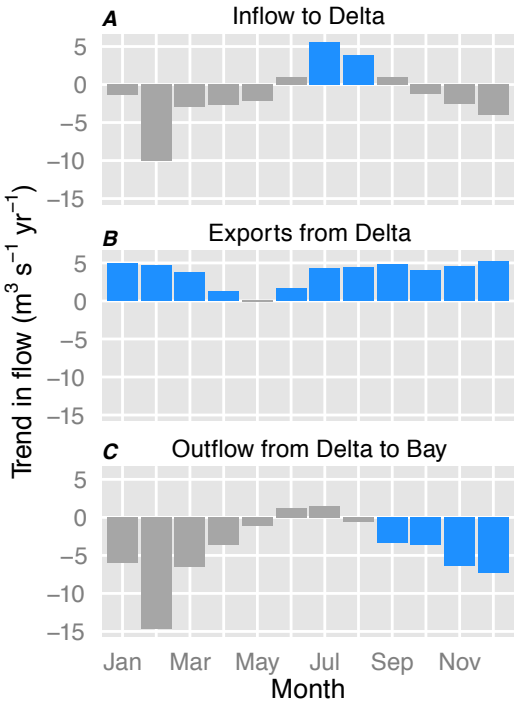 A Inflow to Delta
5
0
−5
−10
−15
B Exports from Delta
5
0
−5
−10
−15
C Outflow from Delta to Bay
5
0
−5
−10
−15
Trend in flow (m³ s⁻¹ yr⁻¹)
Jan Mar May Jul Sep Nov
Month